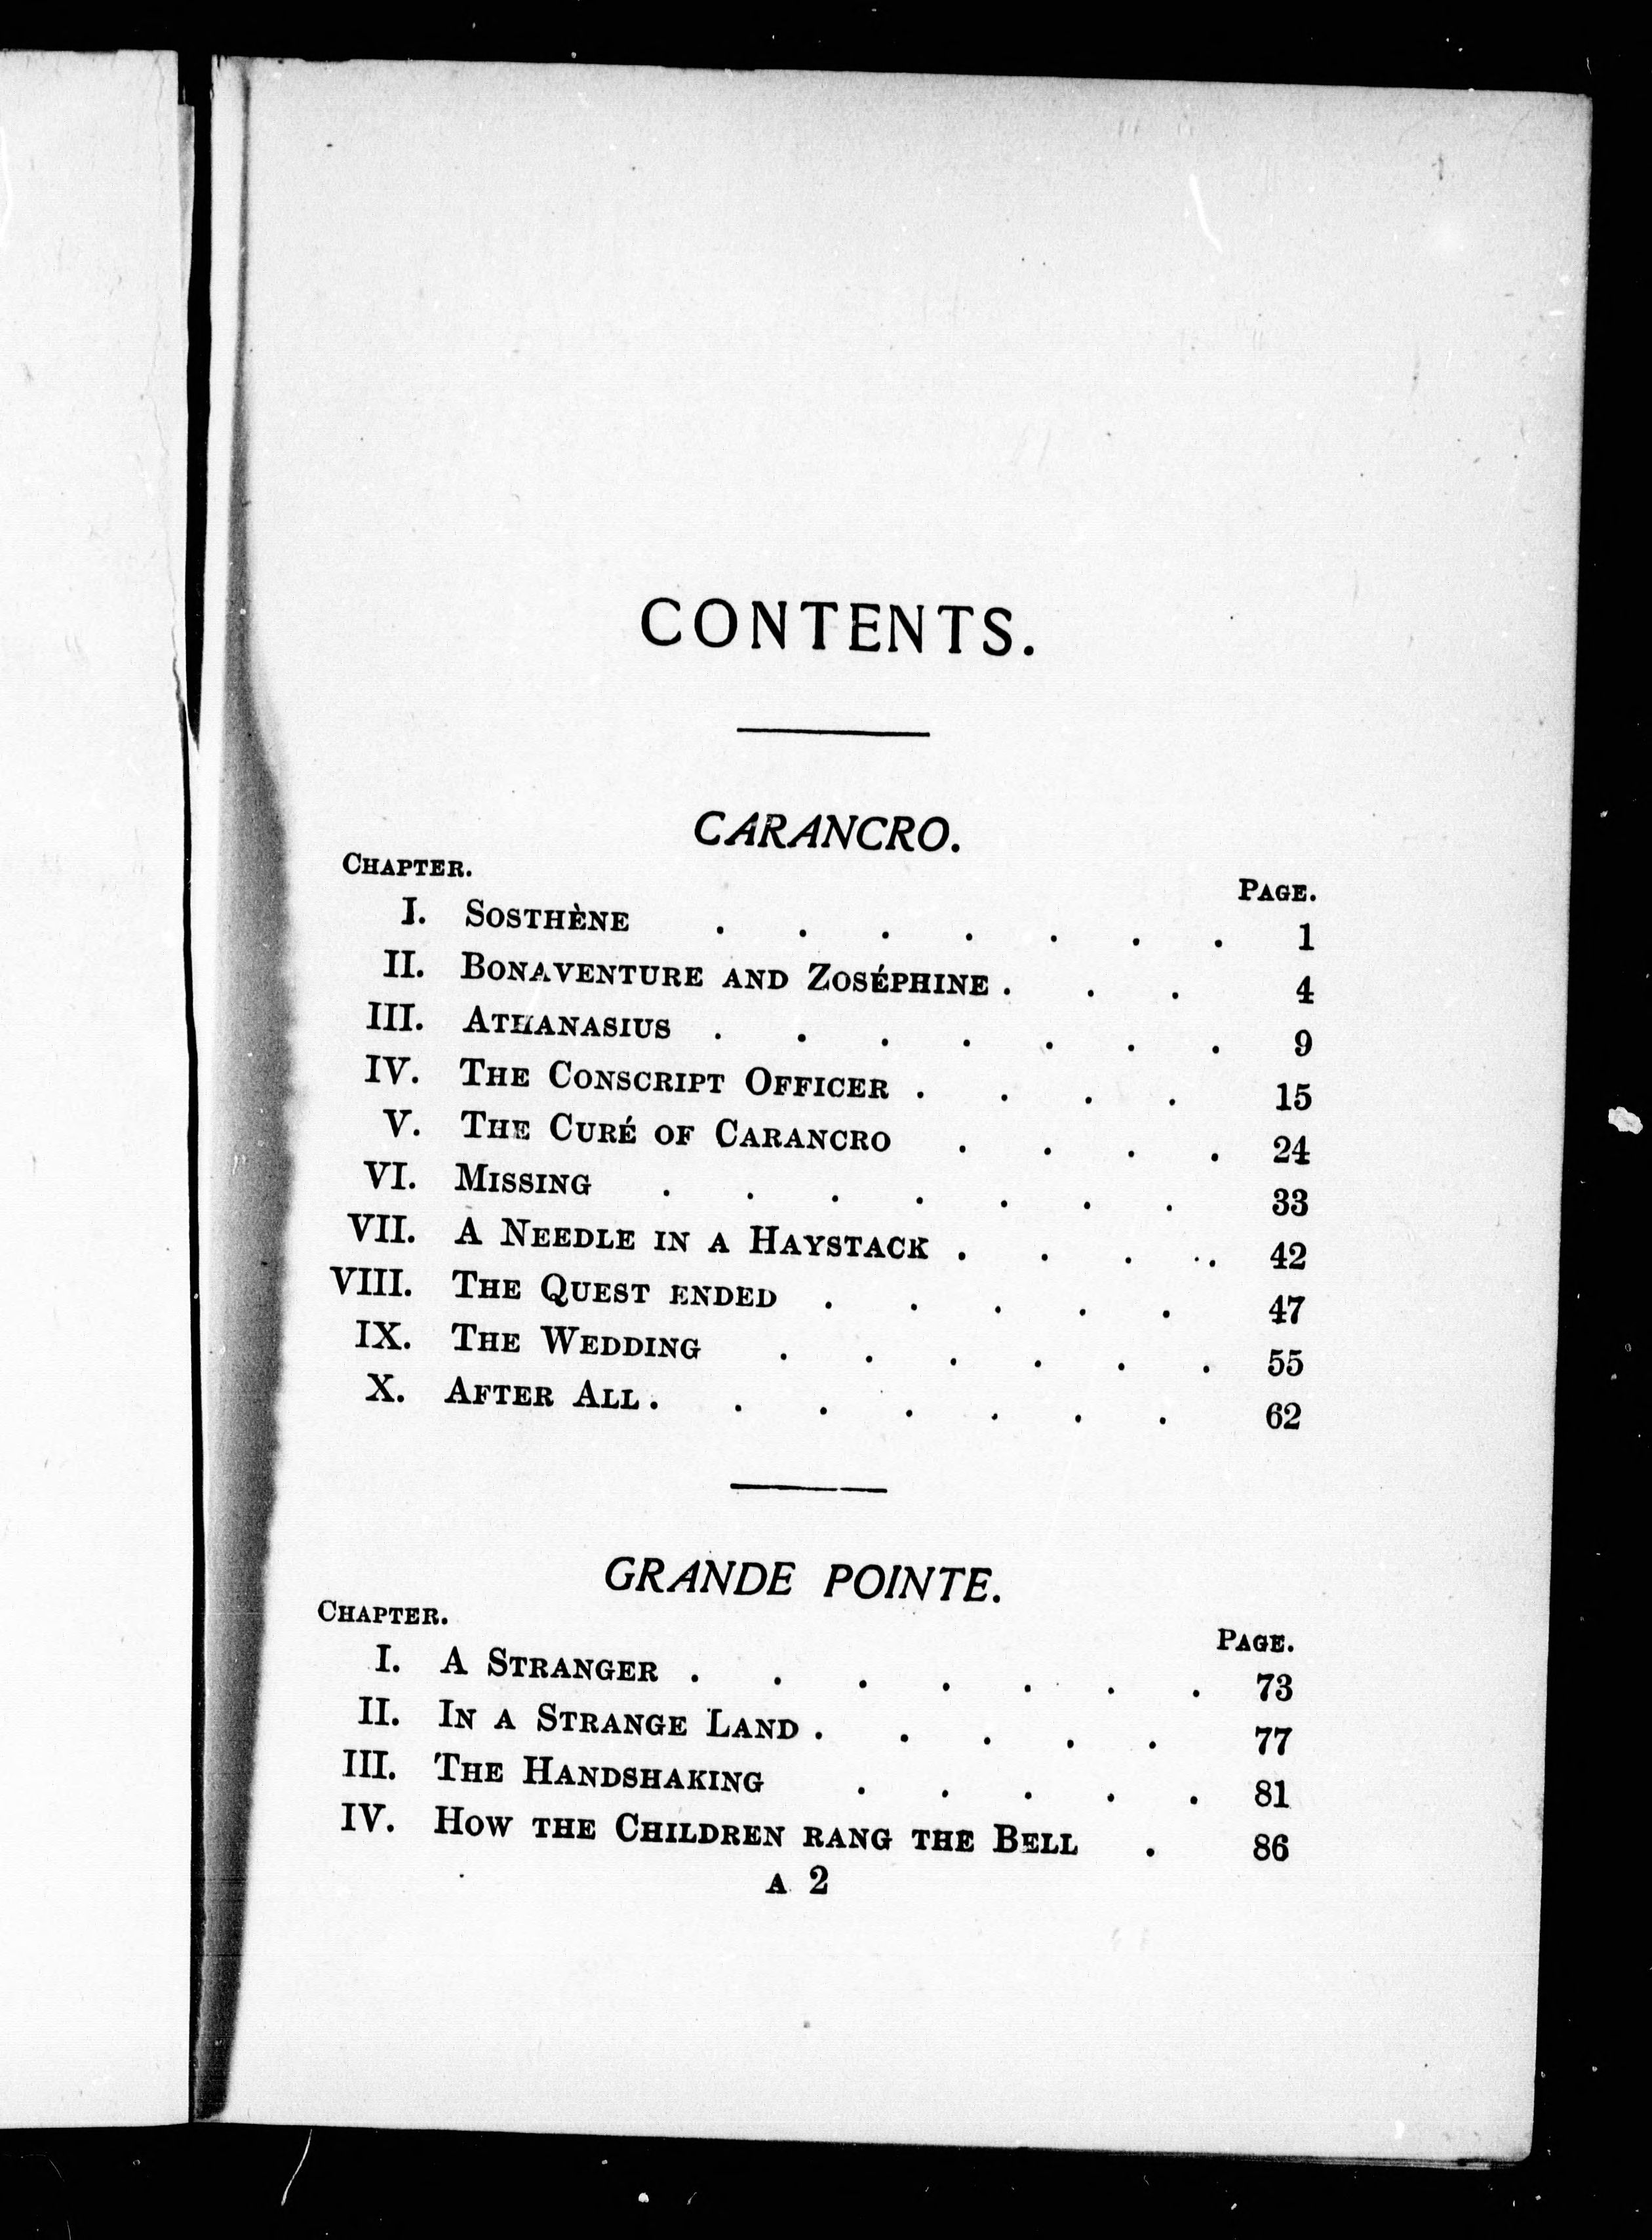 CONTENTS.
CARANCRO.
CHAPTER. PAGE.
I. SOSTHÈNE . . . . . . . 1
II. BONAVENTURE AND ZOSÉPHINE . . . 4
III. ATHANASIUS . . . . . . . 9
IV. THE CONSCRIPT OFFICER . . . . 15
V. THE CURÉ OF CARANCRO . . . . 24
VI. MISSING . . . . . . . 33
VII. A NEEDLE IN A HAYSTACK . . . . 42
VIII. THE QUEST ENDED . . . . . 47
IX. THE WEDDING . . . . . . 55
X. AFTER ALL . . . . . . . 62
GRANDE POINTE.
CHAPTER. PAGE.
I. A STRANGER . . . . . . . 73
II. IN A STRANGE LAND . . . . . 77
III. THE HANDSHAKING . . . . . 81
IV. HOW THE CHILDREN RANG THE BELL . 86
A 2